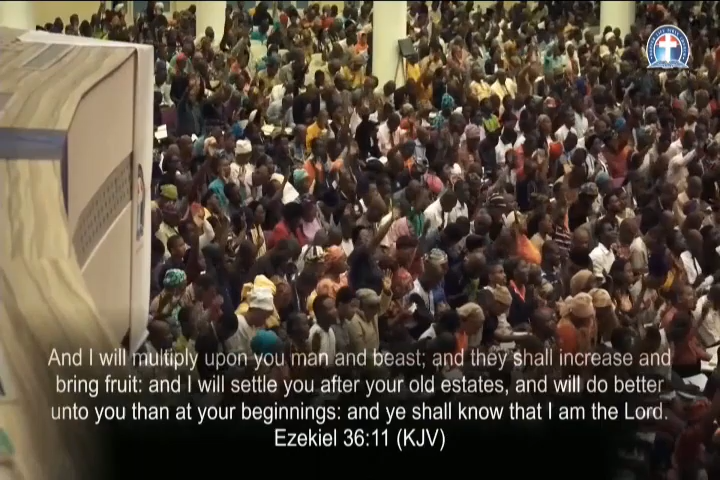 And I will multiply upon you man and beast; and they shall increase and
bring fruit: and I will settle you after your old estates, and will do better
unto you than at your beginnings: and ye shall know that I am the Lord.
Ezekiel 36:11 (KJV)